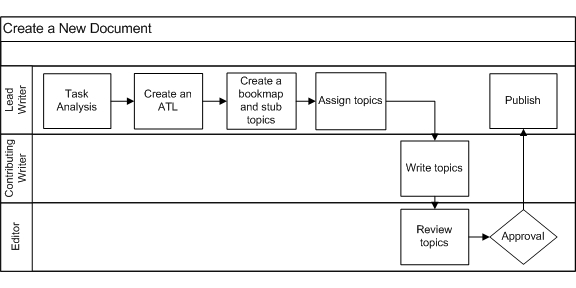 Create a New Document
Lead
Writer
Task
Analysis
Create an
ATL
Create a
bookmap
and stub
topics
Assign topics
Publish
Contributing
Writer
Write topics
Editor
Review
topics
Approval